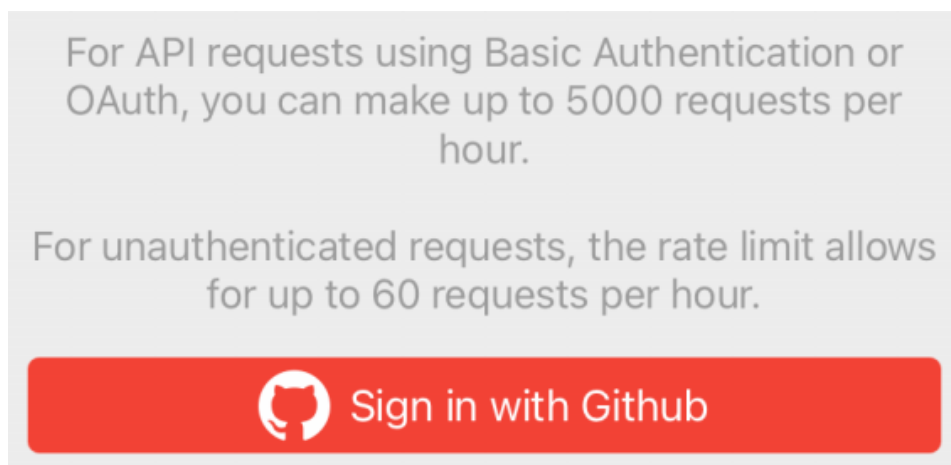 For API requests using Basic Authentication or
OAuth, you can make up to 5000 requests per
hour.
For unauthenticated requests, the rate limit allows
for up to 60 requests per hour.
Sign in with Github